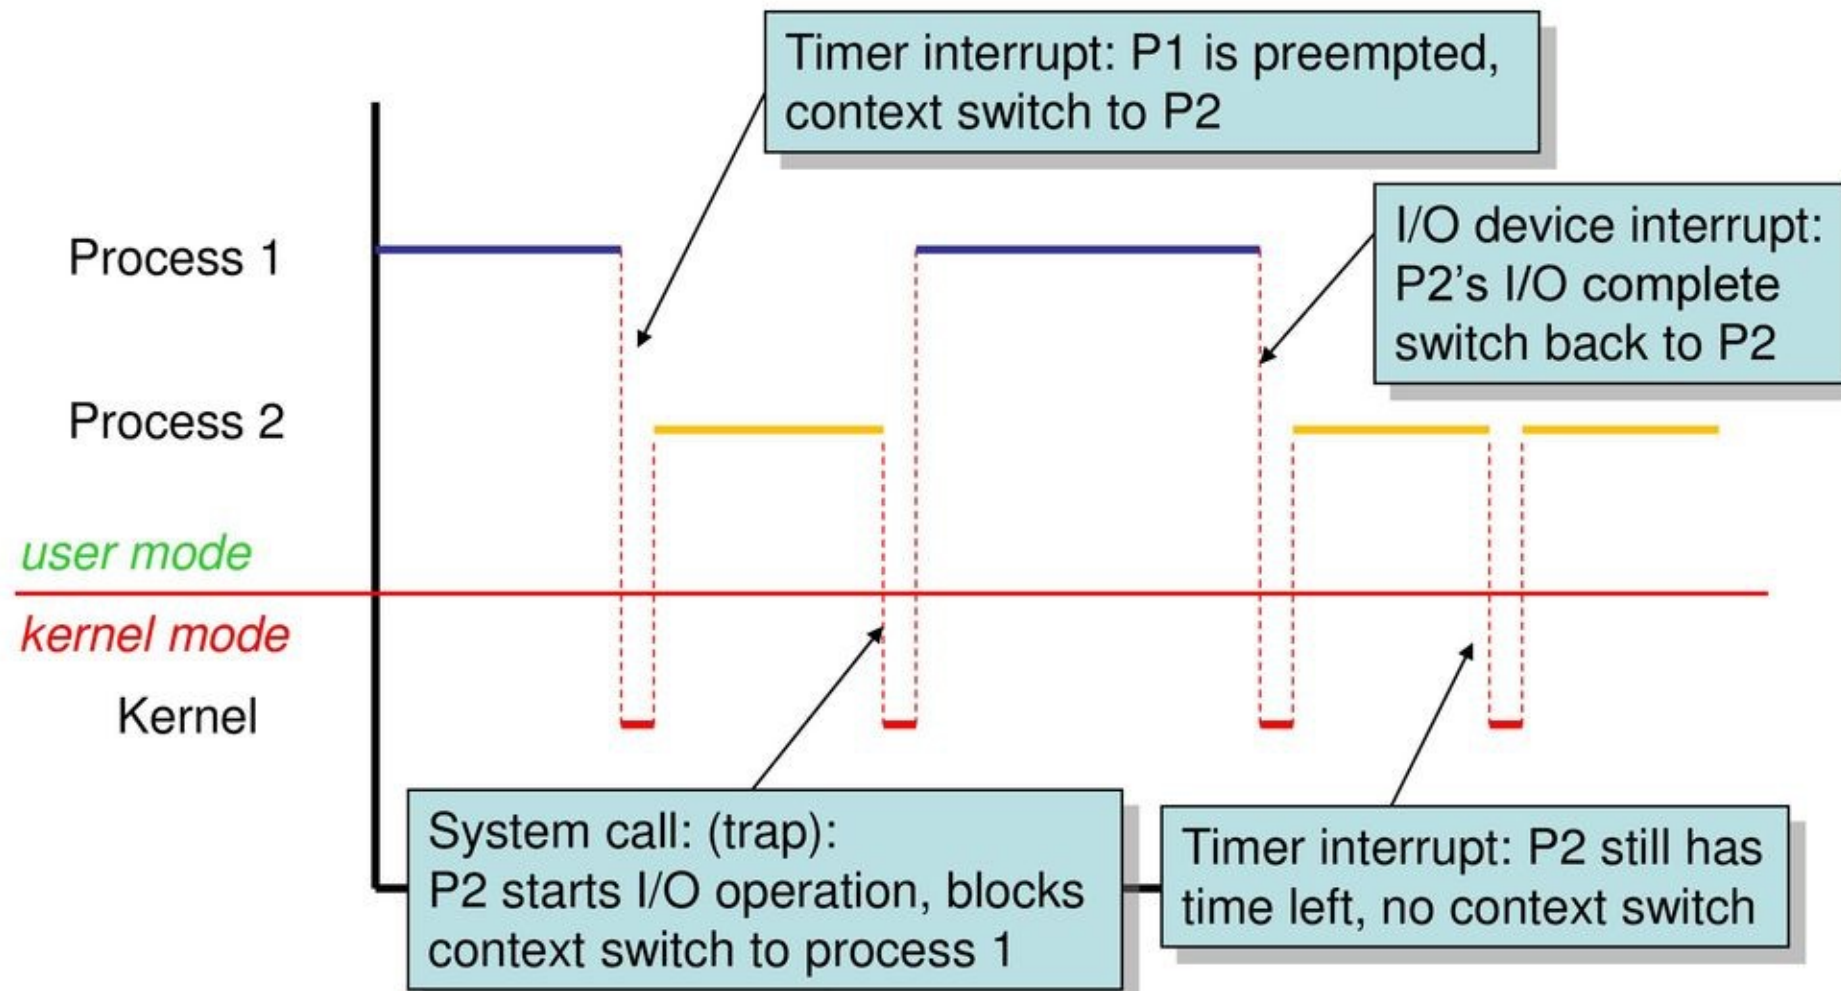 Timer interrupt: P1 is preempted,
context switch to P2
I/O device interrupt:
P2’s I/O complete
switch back to P2
Process 1
Process 2
user mode
kernel mode
Kernel
System call: (trap):
P2 starts I/O operation, blocks
context switch to process 1
Timer interrupt: P2 still has
time left, no context switch